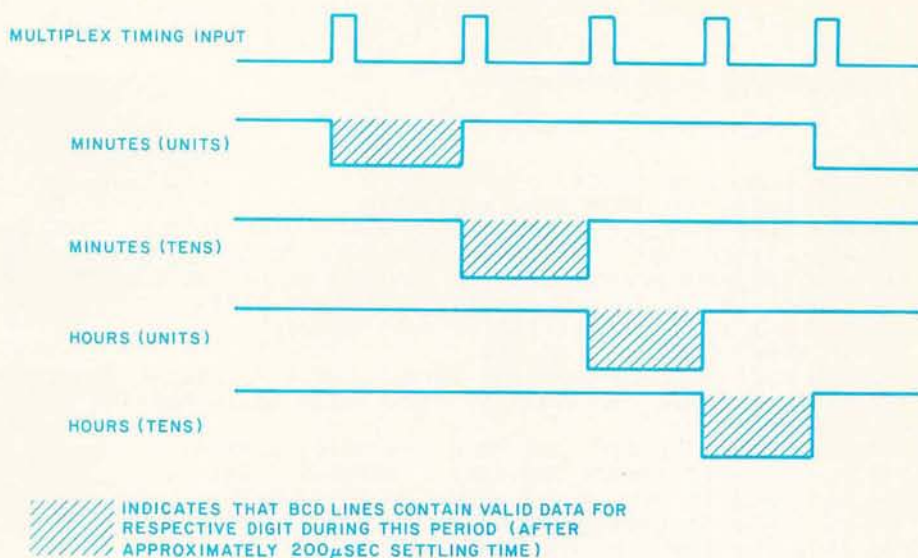 MULTIPLEX TIMING INPUT
MINUTES (UNITS)
MINUTES (TENS)
HOURS (UNITS)
HOURS (TENS)
INDICATES THAT BCD LINES CONTAIN VALID DATA FOR
RESPECTIVE DIGIT DURING THIS PERIOD (AFTER
APPROXIMATELY 200μSEC SETTLING TIME)